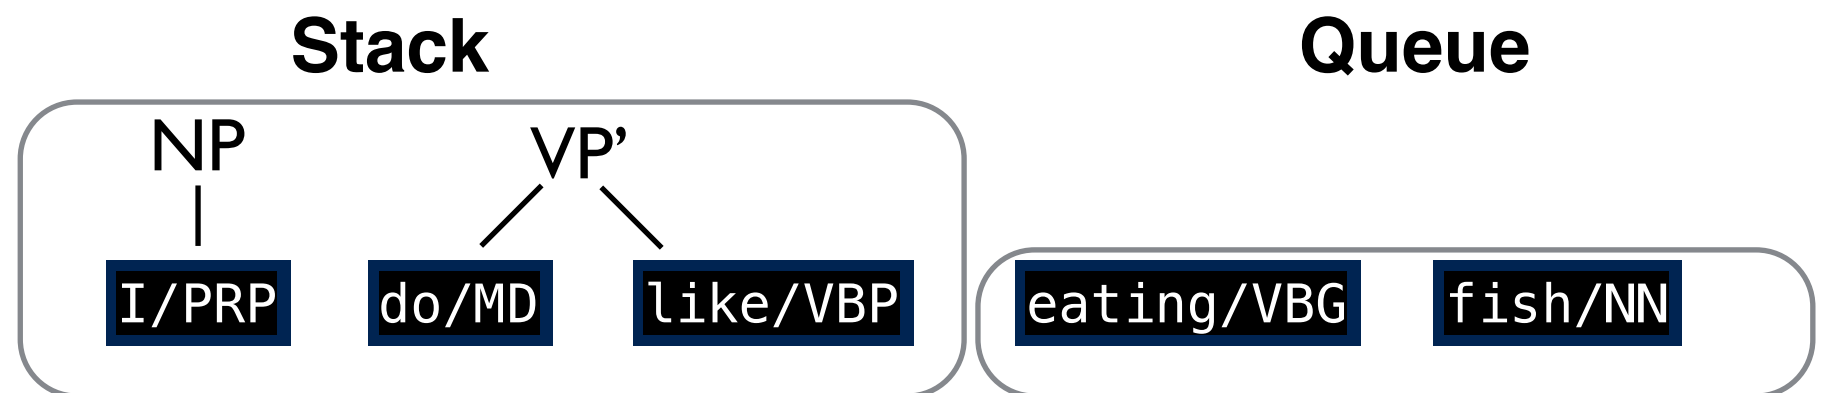 Stack Queue
NP VP’
I/PRP do/MD like/VBP eating/VBG fish/NN